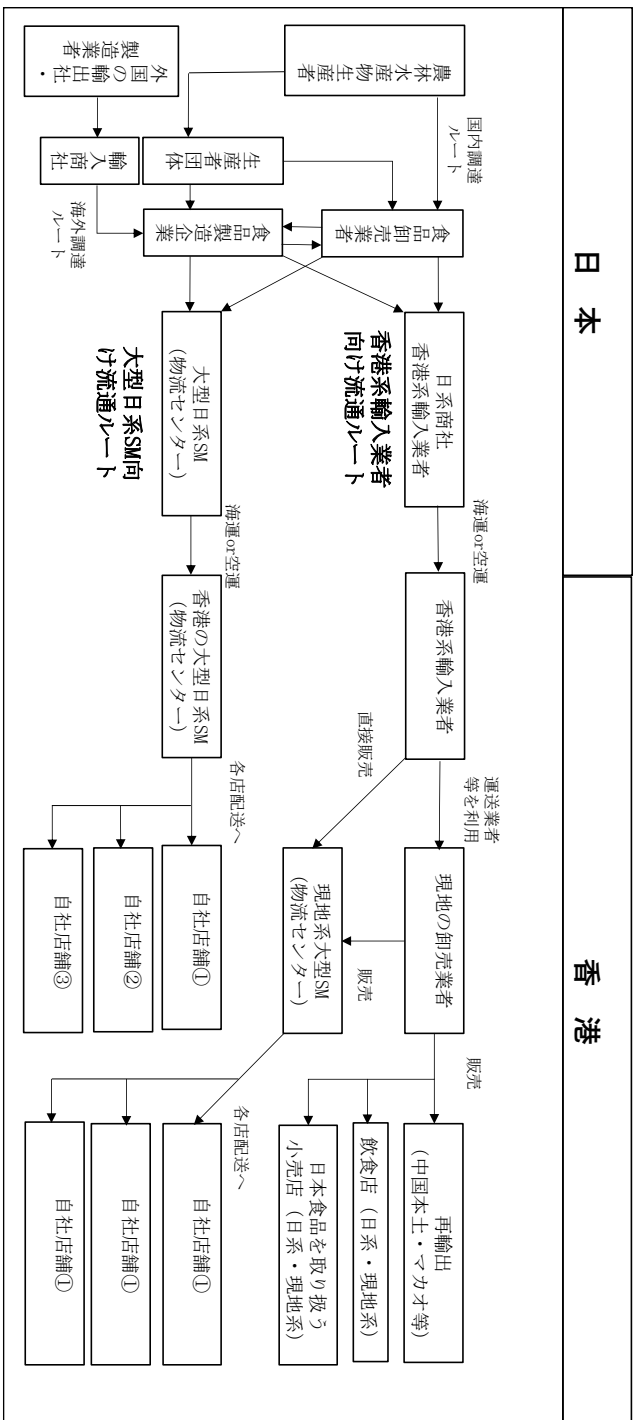 日 本
香 港
農林水産物生産者
外国の輸出社・
製造業者
国内調達
ルート
生産者団
体
輸入商
社
海外調達
ルート
食品卸売業
者
食品製造企
業
日系商社
香港系輸入業者
香港系輸入業者
向け流通ルート
大型日系SM
(物流センター)
大型日系SM向
け流通ルート
海運or空運
海運or空運
香港系輸入業者
香港の大型日系SM
(物流センター)
運送業者
等を利用
直接販売
各店配送へ
現地の卸売業者
販売
現地系大型SM
(物流センター)
自社店舗①
自社店舗②
自社店舗③
販売
再輸出
(中国本土・マカオ等)
飲食店（日系・現地系）
日本食品を取り扱う
小売店（日系・現地系）
各店配送へ
自社店舗①
自社店舗①
自社店舗①